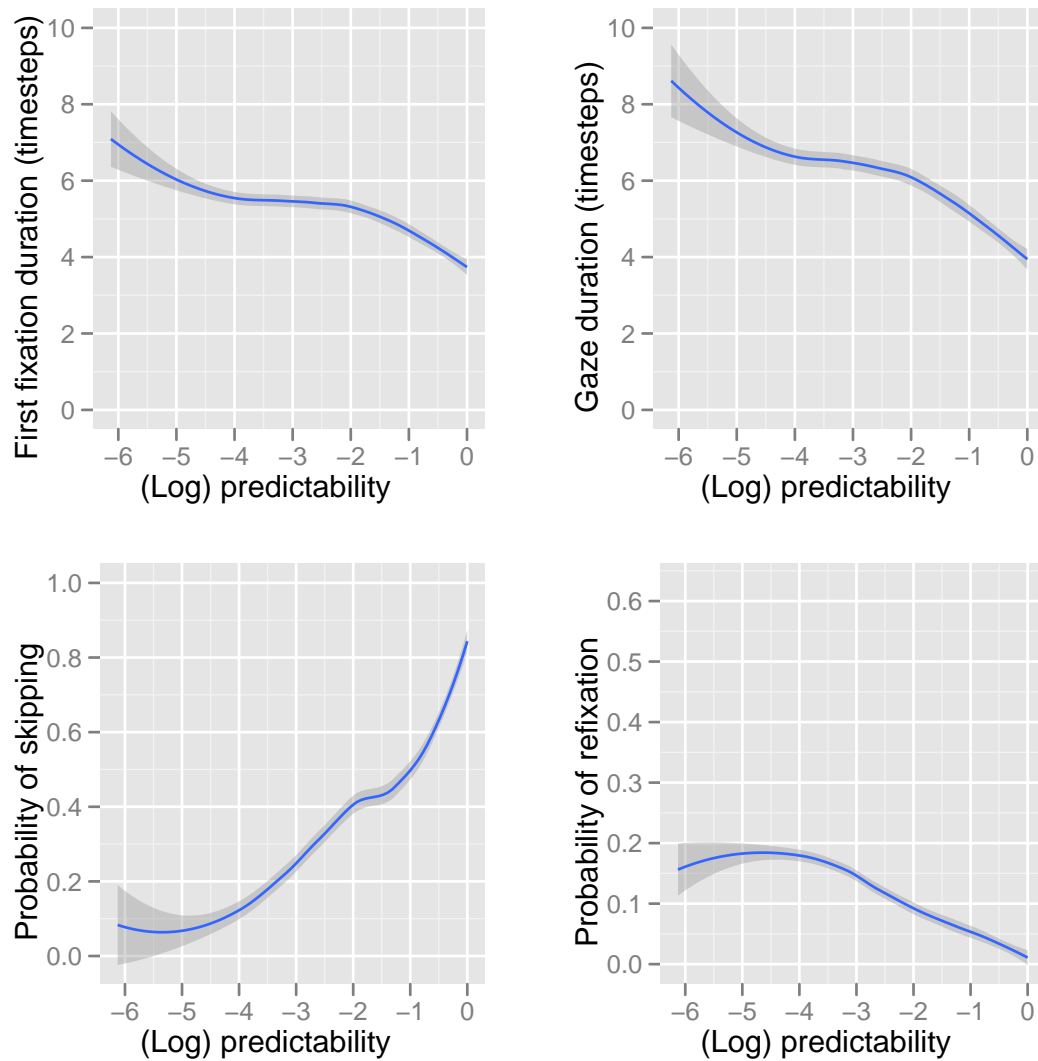 First fixation duration (timesteps)
10
8
6
4
2
0
−6 −5 −4 −3 −2 −1 0
(Log) predictability
Gaze duration (timesteps)
10
8
6
4
2
0
−6 −5 −4 −3 −2 −1 0
(Log) predictability
Probability of skipping
1.0
0.8
0.6
0.4
0.2
0.0
−6 −5 −4 −3 −2 −1 0
(Log) predictability
Probability of refixation
0.6
0.5
0.4
0.3
0.2
0.1
0.0
−6 −5 −4 −3 −2 −1 0
(Log) predictability